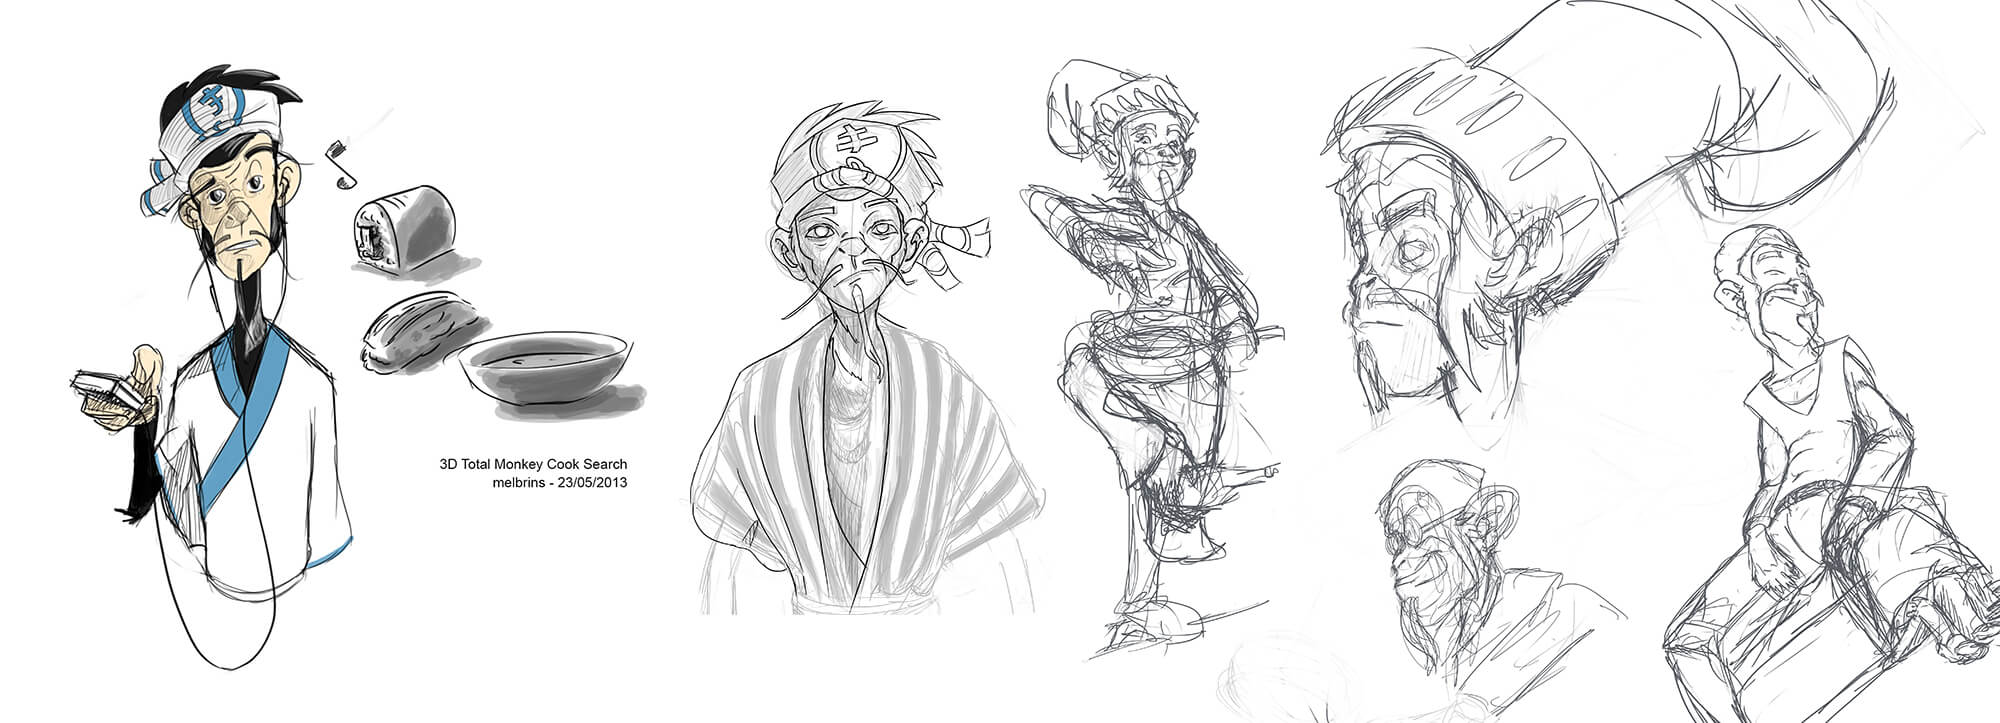 3D Total Monkey Cook Search
melbrins - 23/05/2013